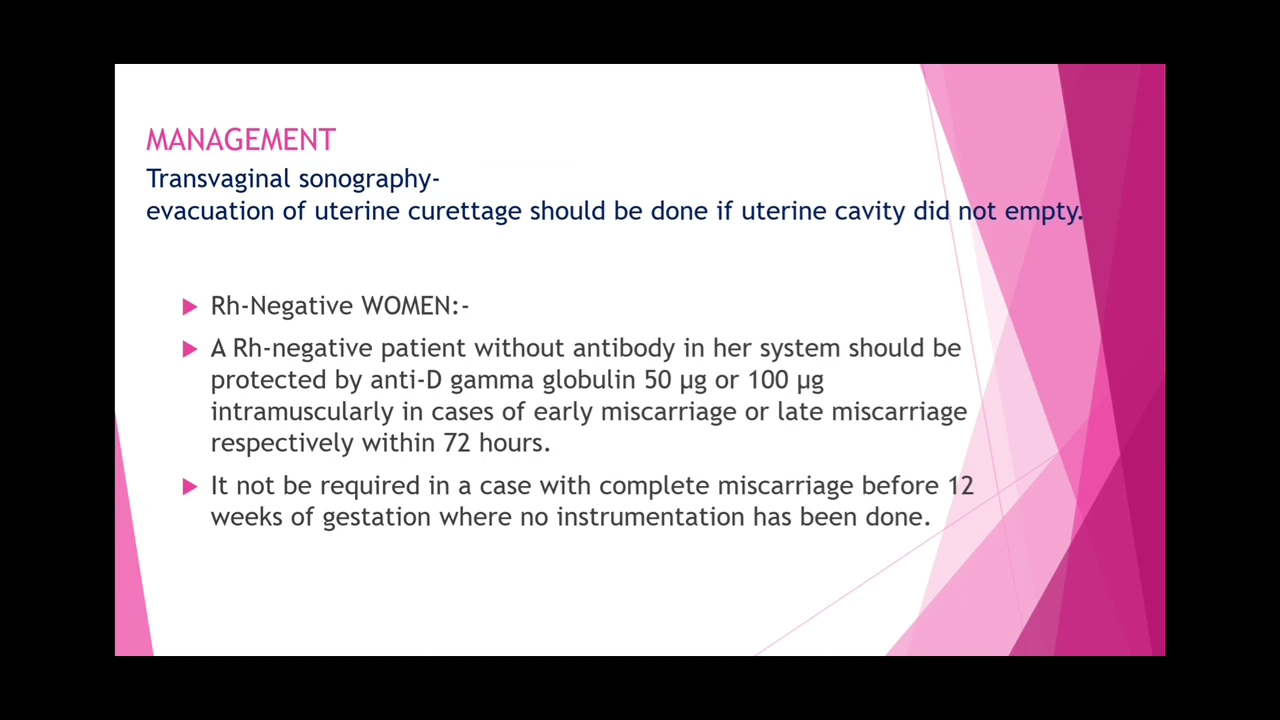 MANAGEMENT
Transvaginal sonography-
evacuation of uterine curettage should be done if uterine cavity did not empty.
Rh-Negative WOMEN:-
A Rh-negative patient without antibody in her system should be
protected by anti-D gamma globulin 50 µg or 100 µg
intramuscularly in cases of early miscarriage or late miscarriage
respectively within 72 hours.
It not be required in a case with complete miscarriage before 12
weeks of gestation where no instrumentation has been done.